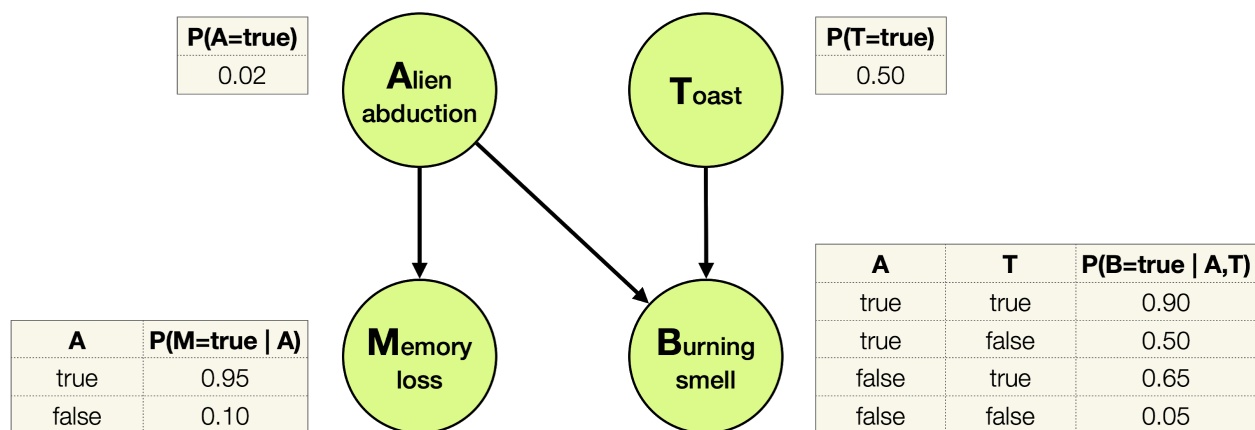 P(A=true)
0.02
Alien
abduction
Toast
P(T=true)
0.50
A P(M=true | A)
true 0.95
false 0.10
Memory
loss
Burning
smell
A T P(B=true | A,T)
true true 0.90
true false 0.50
false true 0.65
false false 0.05